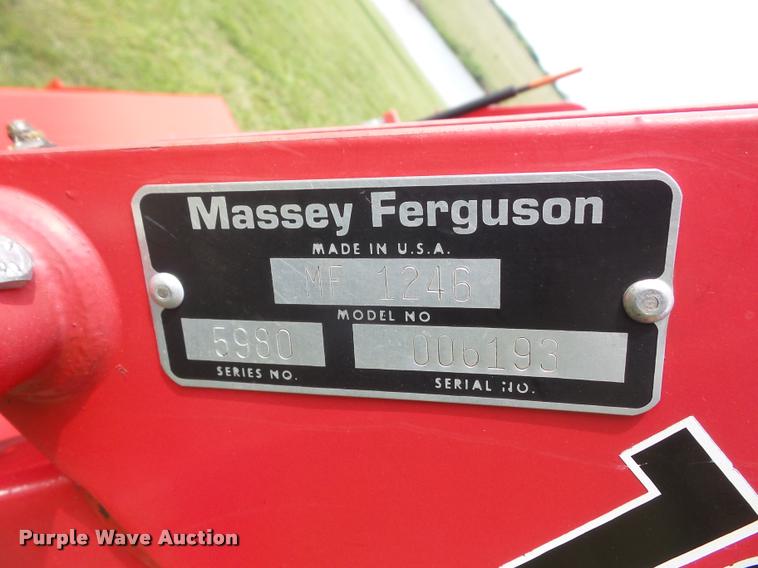 Massey Ferguson
MADE IN U.S.A.
MF 1246
MODEL NO
5980 006193
SERIES NO. SERIAL NO.
Purple Wave Auction